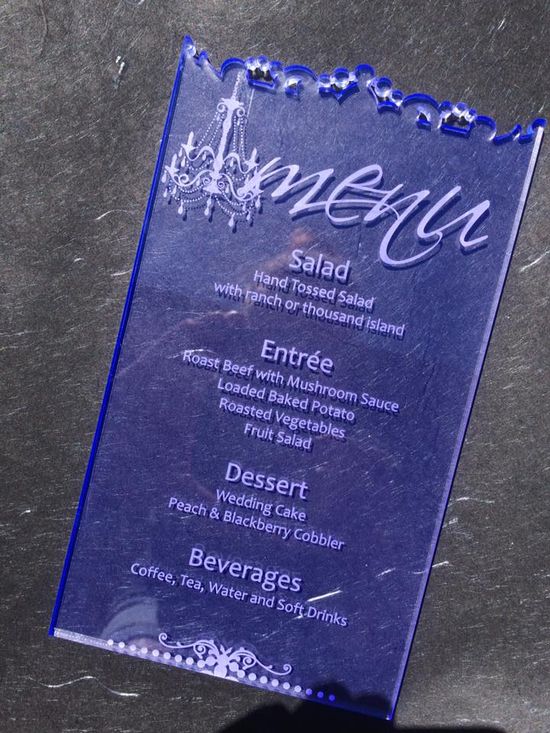 menu
Salad
Hand Tossed Salad
with ranch or thousand island
Entrée
Roast Beef with Mushroom Sauce
Loaded Baked Potato
Roasted Vegetables
Fruit Salad
Dessert
Wedding Cake
Peach & Blackberry Cobbler
Beverages
Coffee, Tea, Water and Soft Drinks